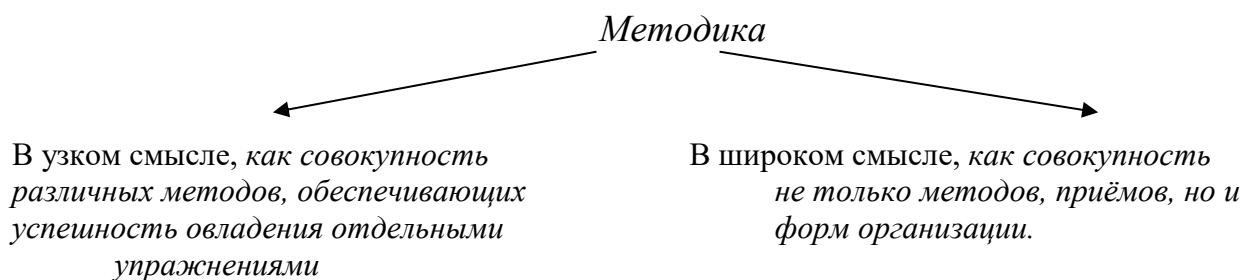 Методика
В узком смысле, как совокупность
различных методов, обеспечивающих
успешность овладения отдельными
упражнениями
В широком смысле, как совокупность
не только методов, приёмов, но и
форм организации.